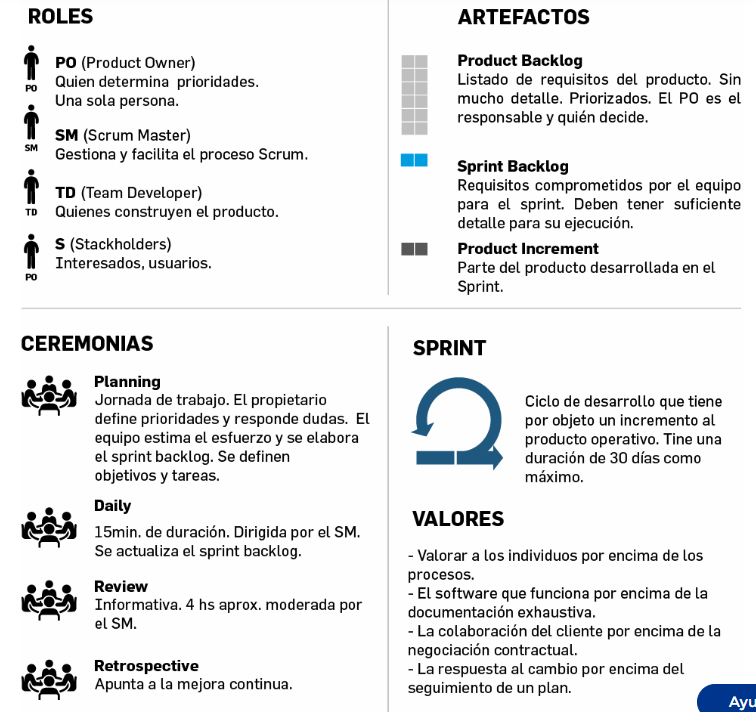 ROLES
PO (Product Owner)
Quien determina prioridades.
Una sola persona.
PO
SM (Scrum Master)
Gestiona y facilita el proceso Scrum.
SM
TD (Team Developer)
Quienes construyen el producto.
TD
S (Stackholders)
Interesados, usuarios.
PO
ARTEFACTOS
Product Backlog
Listado de requisitos del producto. Sin
mucho detalle. Priorizados. El PO es el
responsable y quién decide.
Sprint Backlog
Requisitos comprometidos por el equipo
para el sprint. Deben tener suficiente
detalle para su ejecución.
Product Increment
Parte del producto desarrollada en el
Sprint.
CEREMONIAS
Planning
Jornada de trabajo. El propietario
define prioridades y responde dudas. El
equipo estima el esfuerzo y se elabora
el sprint backlog. Se definen
objetivos y tareas.
Daily
15min. de duración. Dirigida por el SM.
Se actualiza el sprint backlog.
Review
Informativa. 4 hs aprox. moderada por
el SM.
Retrospective
Apunta a la mejora continua.
SPRINT
Ciclo de desarrollo que tiene
por objeto un incremento al
producto operativo. Tine una
duración de 30 días como
máximo.
VALORES
- Valorar a los individuos por encima de los
procesos.
- El software que funciona por encima de la
documentación exhaustiva.
- La colaboración del cliente por encima de la
negociación contractual.
- La respuesta al cambio por encima del
seguimiento de un plan.
Ayu